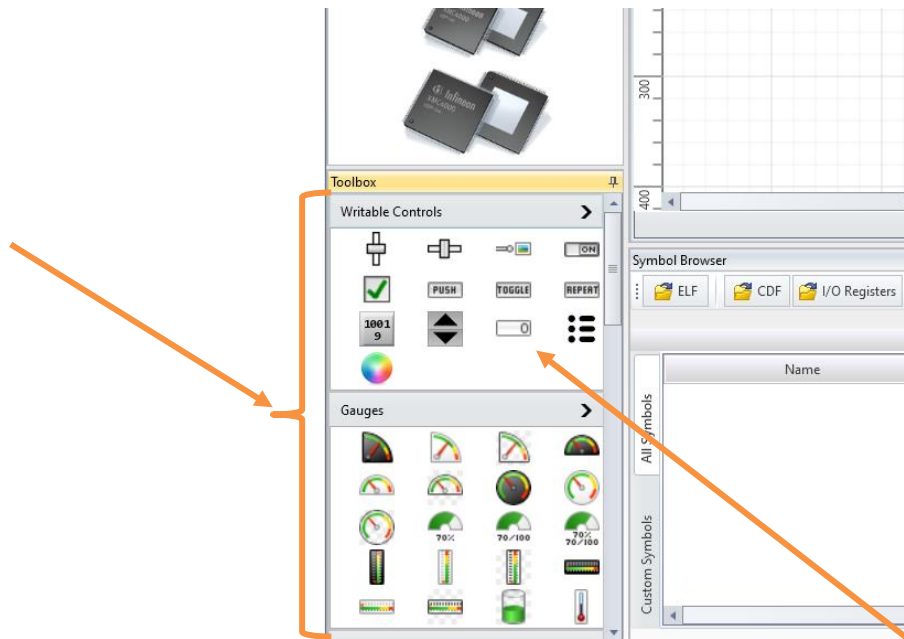 Infineon
XMC4000
300
400
Toolbox
Writable Controls
ON
PUSH TOGGLE REPEAT
1001
9
0
Gauges
70% 70/100 70%
70/100
Symbol Browser
ELF CDF I/O Registers
Name
All Symbols
Custom Symbols